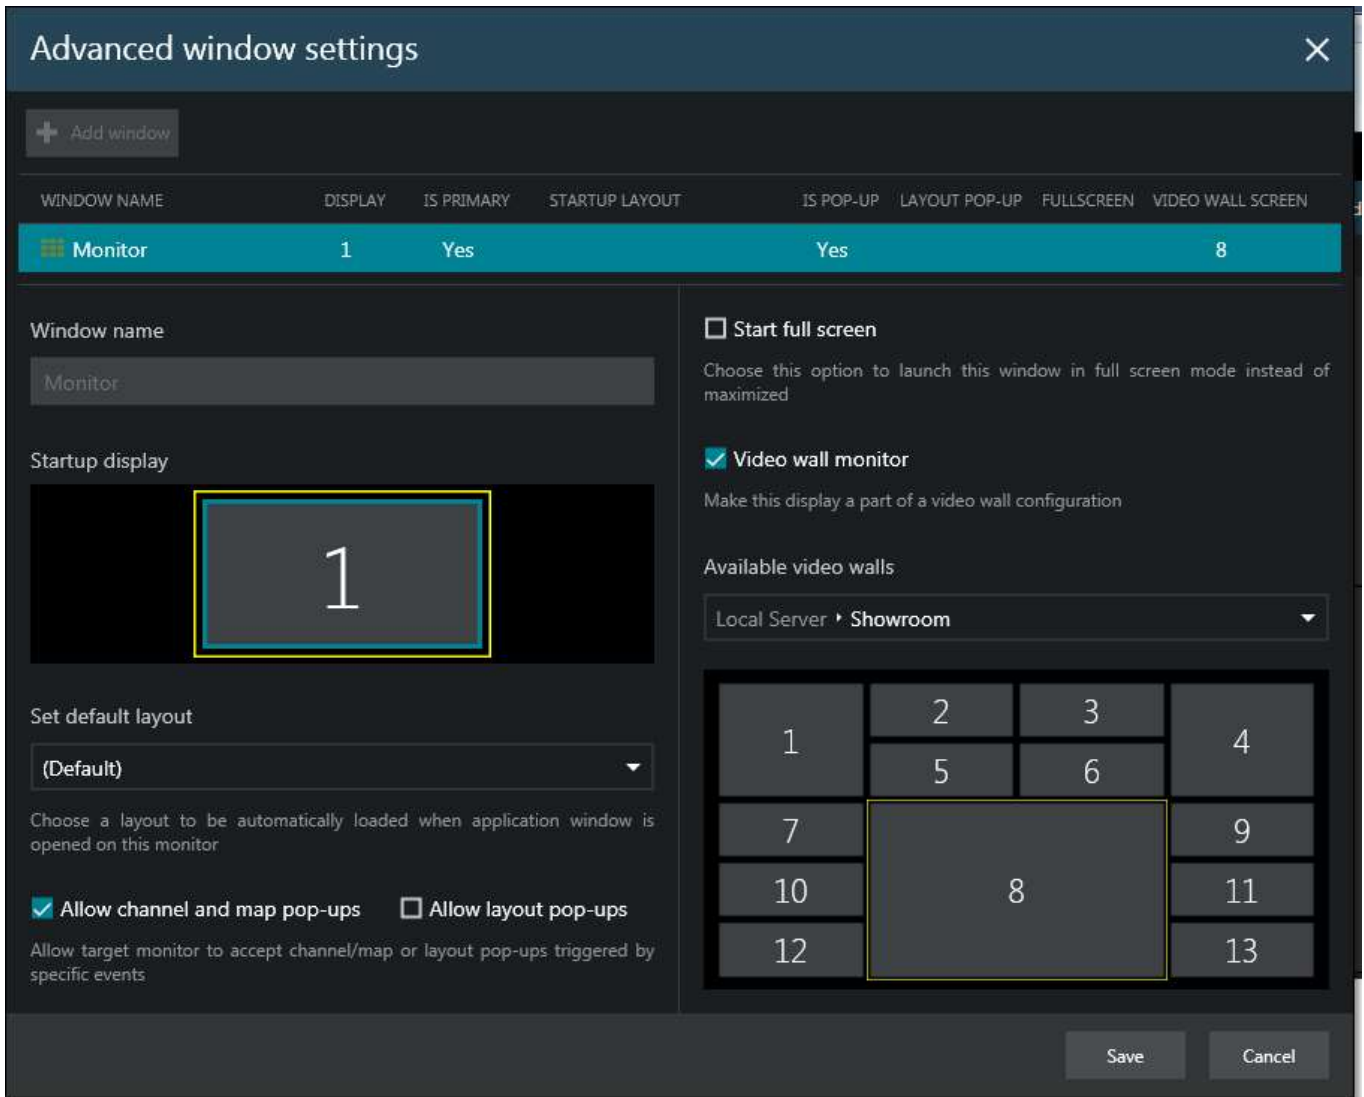 Advanced window settings
Add window
WINDOW NAME DISPLAY IS PRIMARY STARTUP LAYOUT IS POP-UP LAYOUT POP-UP FULLSCREEN VIDEO WALL SCREEN
Monitor 1 Yes Yes 8
Window name
Monitor
Startup display
1
Set default layout
(Default)
Choose a layout to be automatically loaded when application window is
opened on this monitor
Allow channel and map pop-ups Allow layout pop-ups
Allow target monitor to accept channel/map or layout pop-ups triggered by
specific events
Start full screen
Choose this option to launch this window in full screen mode instead of
maximized
Video wall monitor
Make this display a part of a video wall configuration
Available video walls
Local Server ‣ Showroom
1 2 3 4
5 6
7 8 9
10 11
12 13
Save Cancel